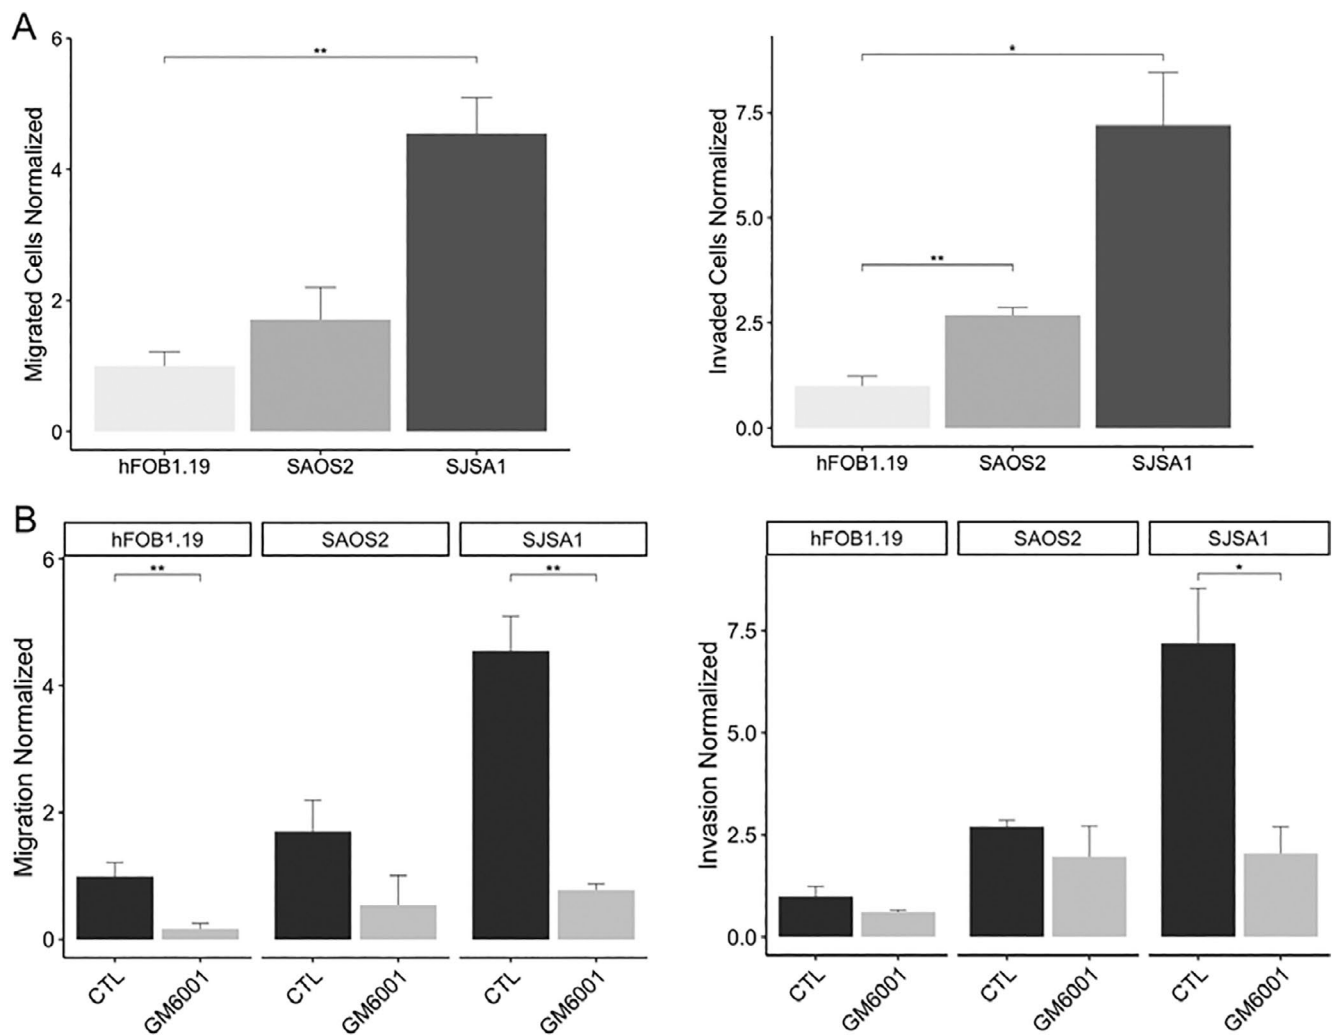 A
Migrated Cells Normalized
6
4
2
0
**
hFOB1.19 SAOS2 SJSA1
Invaded Cells Normalized
7.5
5.0
2.5
0.0
*
**
hFOB1.19 SAOS2 SJSA1
B
hFOB1.19 SAOS2 SJSA1
Migration Normalized
6
4
2
0
** **
CTL GM6001 CTL GM6001 CTL GM6001
hFOB1.19 SAOS2 SJSA1
Invasion Normalized
7.5
5.0
2.5
0.0
*
CTL GM6001 CTL GM6001 CTL GM6001